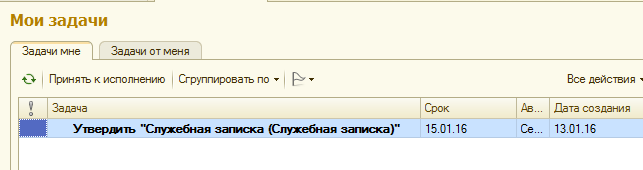 Мои задачи
Задачи мне Задачи от меня
Принять к исполнению Сгруппировать по Все действия
Задача Срок Ав... Дата создания
Утвердить "Служебная записка (Служебная записка)" 15.01.16 Се... 13.01.16